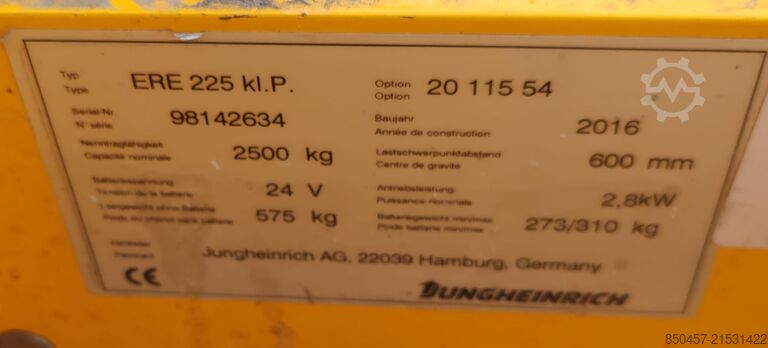 Typ
Type
ERE 225 kl.P.
Option
Option
20 115 54
Serial-Nr.
N° série
98142634
Baujahr
Année de construction
2016
Nenntragfähigkeit
Capacité nominale
2500 kg
Lastschwerpunktabstand
Centre de gravité
600 mm
Batteriespannung
Tension de la batterie
24 V
Antriebsleistung
Puissance nominale
2,8kW
Leergewicht ohne Batterie
Poids du chariot sans batterie
575 kg
Batteriegewicht min/max
Poids batterie min/max
273/310 kg
Hersteller
Fabricant
Jungheinrich AG, 22039 Hamburg, Germany
CE
JUNGHEINRICH
850457-21531422